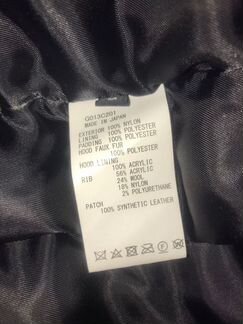 G013C201
MADE IN JAPAN
EXTERIOR 100% NYLON
LINING 100% POLYESTER
PADDING 100% POLYESTER
HOOD FAUX FUR
100% POLYESTER
HOOD LINING
100% ACRYLIC
RIB 56% ACRYLIC
24% WOOL
18% NYLON
2% POLYURETHANE
PATCH
100% SYNTHETIC LEATHER